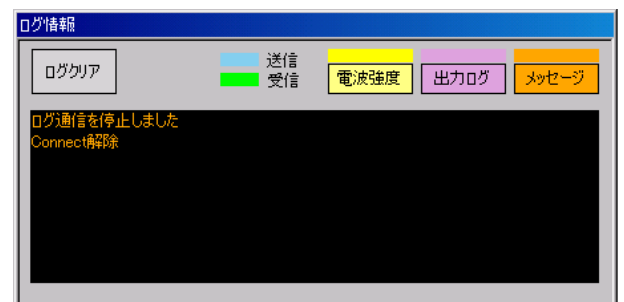 ログ情報
ログクリア
送信
受信
電波強度
出力ログ
メッセージ
ログ通信を停止しました
Connect解除